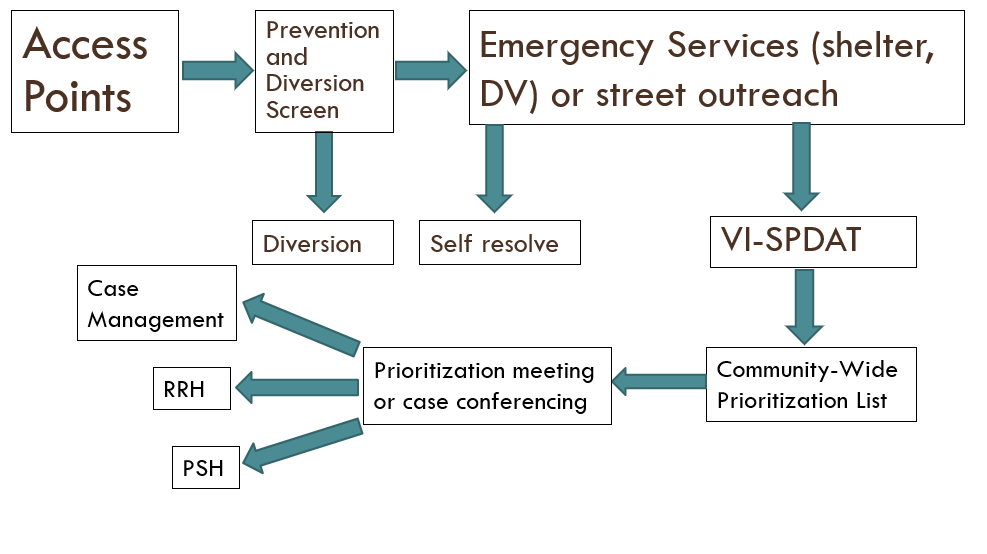 Access
Points
Prevention
and
Diversion
Screen
Emergency Services (shelter,
DV) or street outreach
Diversion
Self resolve
VI-SPDAT
Case
Management
RRH
PSH
Prioritization meeting
or case conferencing
Community-Wide
Prioritization List